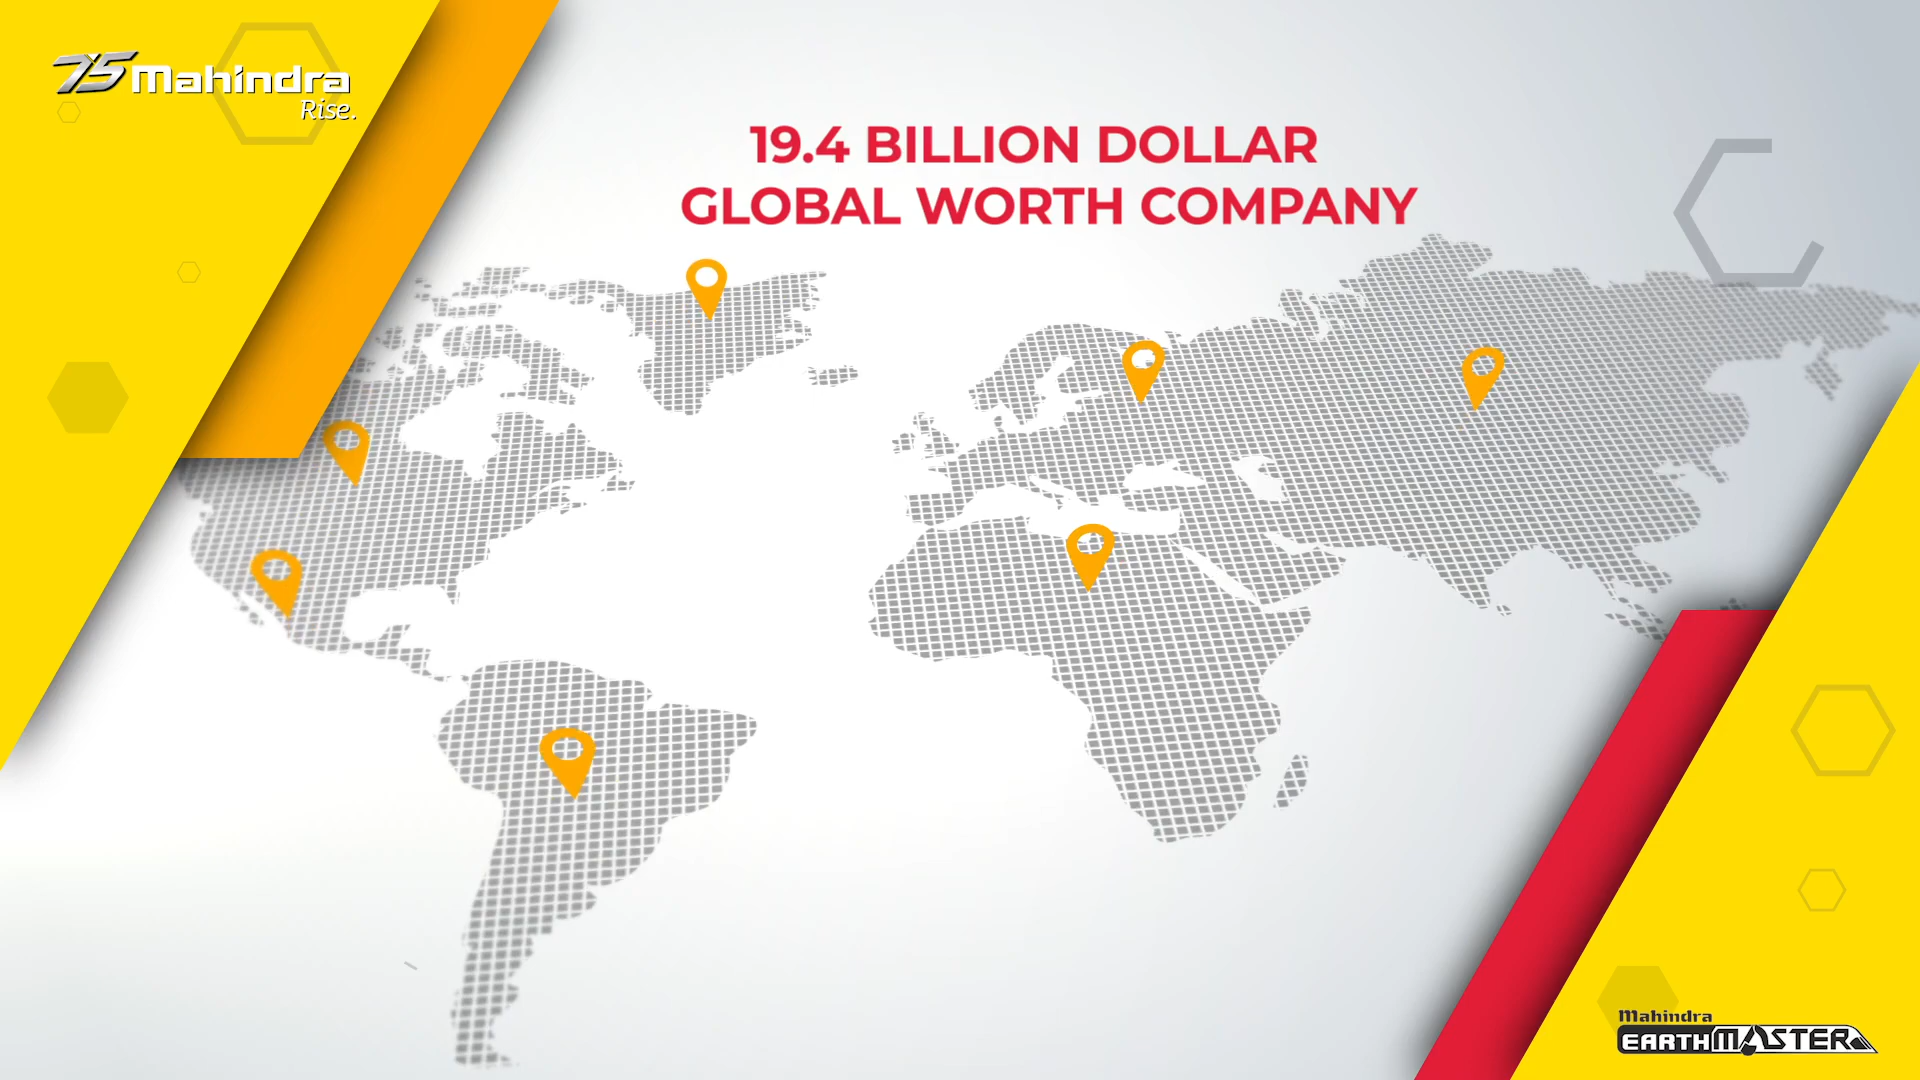 75 Mahindra
Rise.
19.4 BILLION DOLLAR
GLOBAL WORTH COMPANY
Mahindra
EARTHMASTER